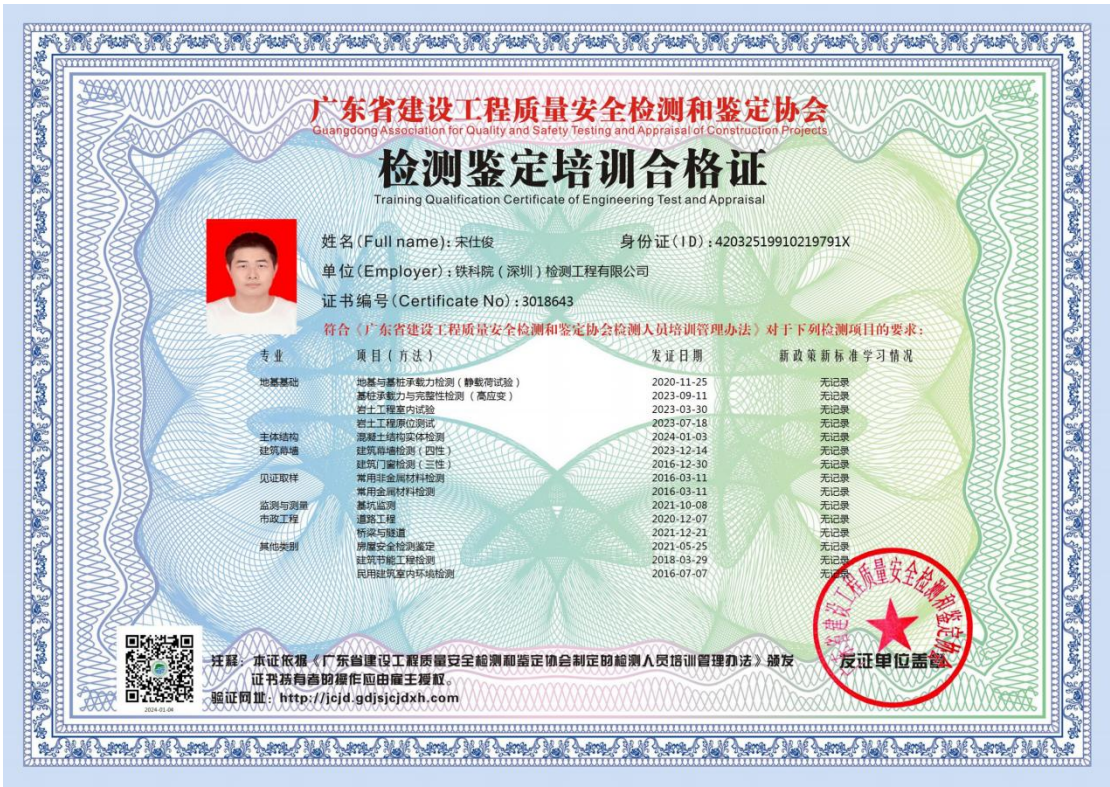 广东省建设工程质量安全检测和鉴定协会
Guangdong Association for Quality and Safety Testing and Appraisal of Construction Projects
检测鉴定培训合格证
Training Qualification Certificate of Engineering Test and Appraisal
姓名(Full name):宋仕俊 身份证(ID):42032519910219791X
单位(Employer):铁科院(深圳)检测工程有限公司
证书编号(Certificate No):3018643
符合《广东省建设工程质量安全检测和鉴定协会检测人员培训管理办法》对于下列检测项目的要求:
专业 项目(方法) 发证日期 新政策新标准学习情况
地基基础 地基与基桩承载力检测(静载荷试验) 2020-11-25 无记录
基桩承载力与完整性检测(高应变) 2023-09-11 无记录
岩土工程室内试验 2023-03-30 无记录
岩土工程原位测试 2023-07-18 无记录
主体结构 混凝土结构实体检测 2024-01-03 无记录
建筑幕墙 建筑幕墙检测(四性) 2023-12-14 无记录
建筑门窗检测(三性) 2016-12-30 无记录
见证取样 常用非金属材料检测 2016-03-11 无记录
常用金属材料检测 2016-03-11 无记录
监测与测量 基坑监测 2021-10-08 无记录
市政工程 道路工程 2020-12-07 无记录
桥梁与隧道 2021-12-21 无记录
其他类别 房屋安全检测鉴定 2021-05-25 无记录
建筑节能工程检测 2018-03-29 无记录
民用建筑室内环境检测 2016-07-07 无记录
广东省建设工程质量安全检测和鉴定协会
发证单位盖章
注释:本证依据《广东省建设工程质量安全检测和鉴定协会制定的检测人员培训管理办法》颁发
证书持有者的操作应由雇主授权。
验证网址:http://jcjd.gdjsjcjdxh.com
2024-01-04